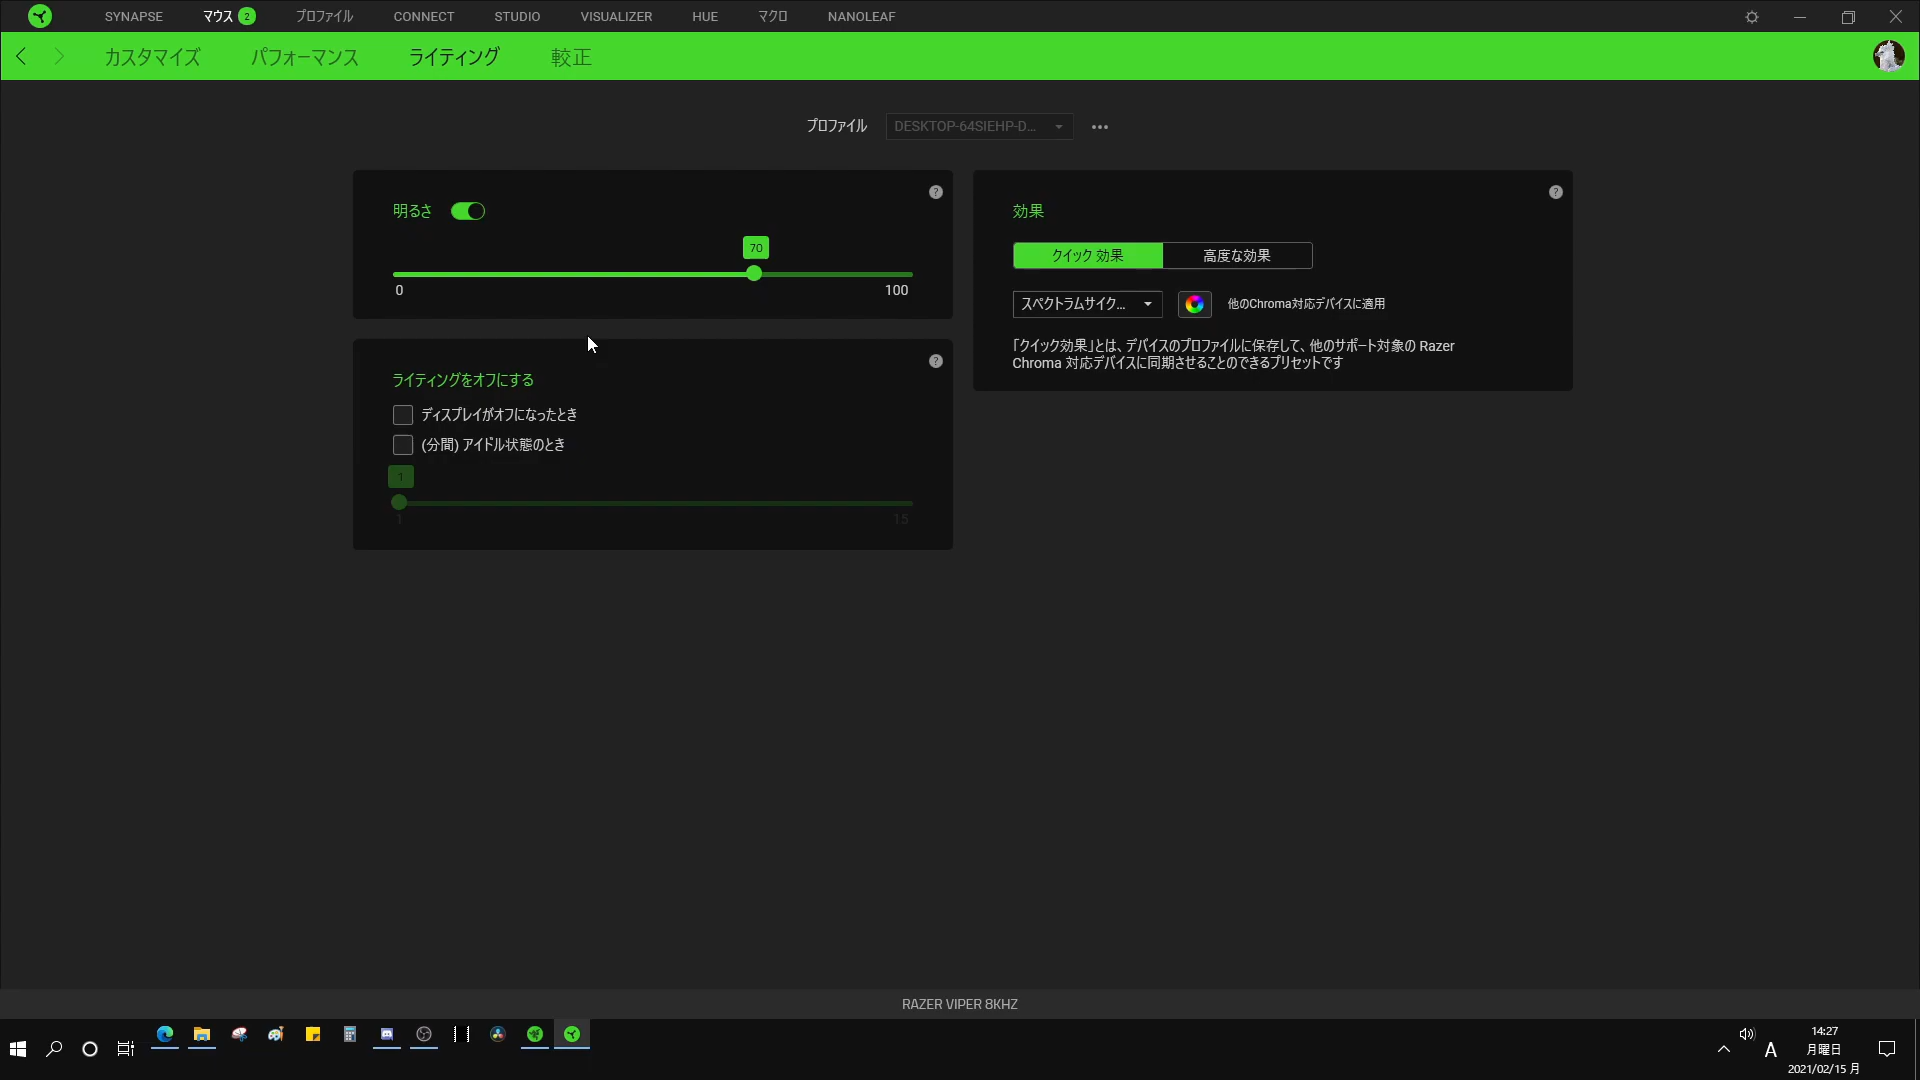 SYNAPSE マウス 2 プロファイル CONNECT STUDIO VISUALIZER HUE マクロ NANOLEAF
カスタマイズ パフォーマンス ライティング 較正
プロファイル DESKTOP-64SIEHP-D... •••
明るさ
?
70
0 100
ライティングをオフにする
?
ディスプレイがオフになったとき
(分間) アイドル状態のとき
1
1 15
効果
?
クイック 効果 高度な効果
スペクトラムサイク... 他のChroma対応デバイスに適用
「クイック効果」とは、デバイスのプロファイルに保存して、他のサポート対象の Razer
Chroma 対応デバイスに同期させることのできるプリセットです
RAZER VIPER 8KHZ
A
14:27
月曜日
2021/02/15 月